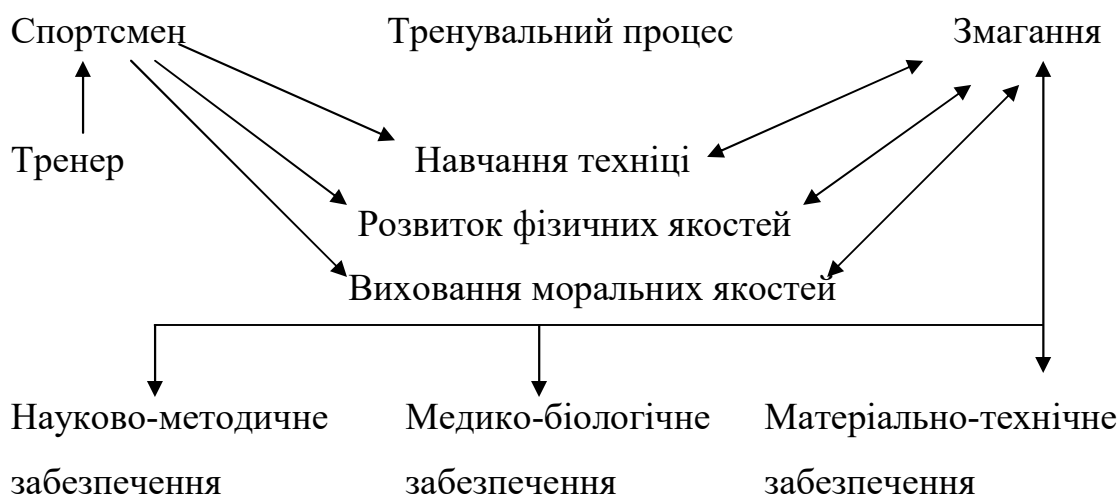 Спортсмен Тренувальний процес Змагання
Тренер Навчання техніці
Розвиток фізичних якостей
Виховання моральних якостей
Науково-методичне Медико-біологічне Матеріально-технічне
забезпечення забезпечення забезпечення